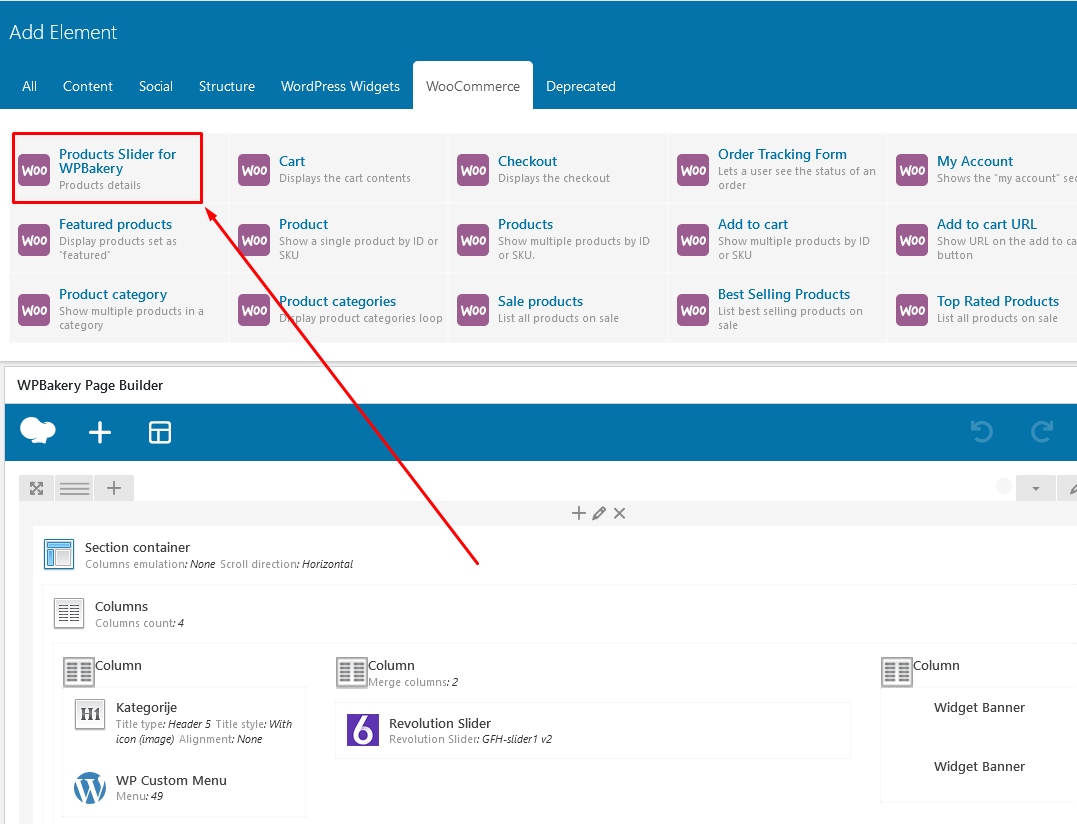 Add Element
All Content Social Structure WordPress Widgets WooCommerce Deprecated
Woo Products Slider for WPBakery
Products details
Woo Cart
Displays the cart contents
Woo Checkout
Displays the checkout
Woo Order Tracking Form
Lets a user see the status of an
order
Woo My Account
Shows the "my account"
Woo Featured products
Display products set as
"featured"
Woo Product
Show a single product by ID or
SKU
Woo Products
Show multiple products by ID
or SKU.
Woo Add to cart
Show multiple products by ID
or SKU
Woo Add to cart URL
Show URL on the add to
button
Woo Product category
Show multiple products in a
category
Woo Product categories
Display product categories loop
Woo Sale products
List all products on sale
Woo Best Selling Products
List best selling products on
sale
Woo Top Rated Products
List all products on sale
WPBakery Page Builder
Section container
Columns emulation: None Scroll direction: Horizontal
Columns
Columns count: 4
Column
H1 Kategorije
Title type: Header 5 Title style: With
icon (image) Alignment: None
WP Custom Menu
Menu: 49
Column
Merge columns: 2
6 Revolution Slider
Revolution Slider: GFH-slider1 v2
Column
Widget Banner
Widget Banner